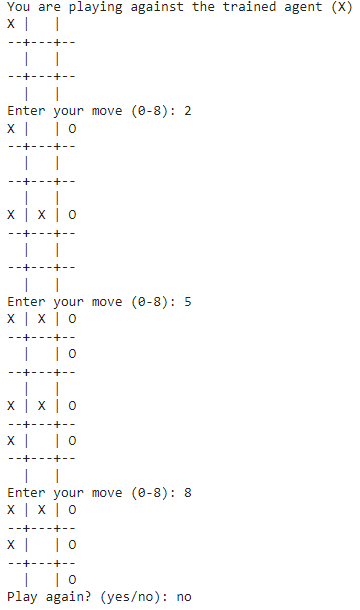 You are playing against the trained agent (X)
X |   |  
--+---+--
  |   |  
--+---+--
  |   |  
Enter your move (0-8): 2
X |   | O
--+---+--
  |   |  
--+---+--
  |   |  
X | X | O
--+---+--
  |   |  
--+---+--
  |   |  
Enter your move (0-8): 5
X | X | O
--+---+--
  |   | O
--+---+--
  |   |  
X | X | O
--+---+--
X |   | O
--+---+--
  |   |  
Enter your move (0-8): 8
X | X | O
--+---+--
X |   | O
--+---+--
  |   | O
Play again? (yes/no): no